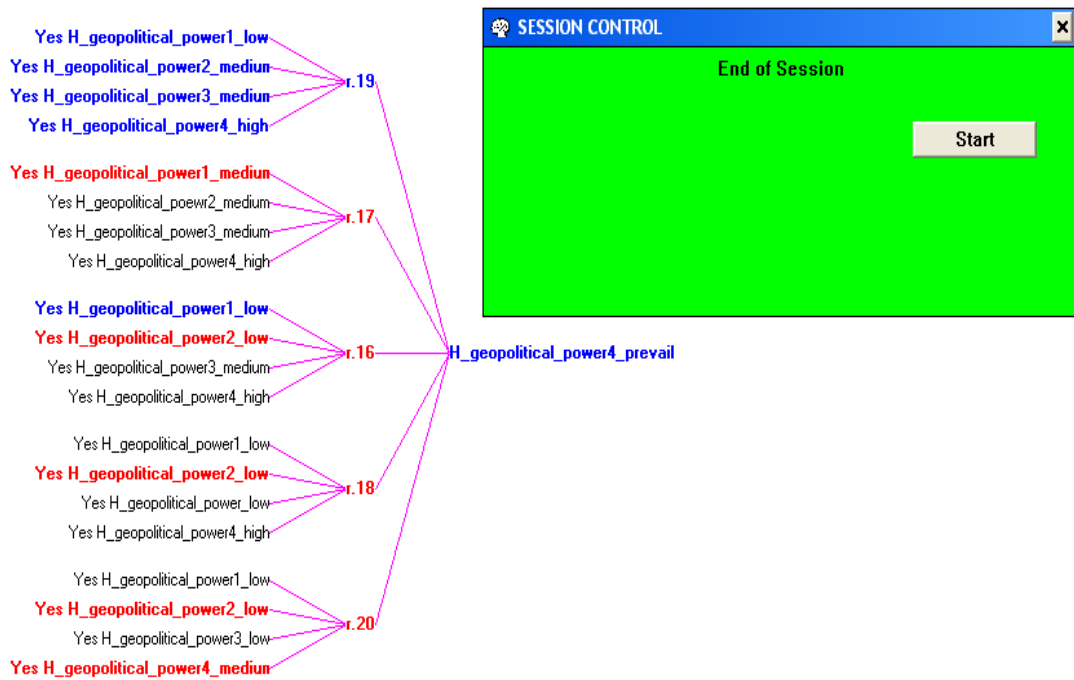 Yes H_geopolitical_power1_low
Yes H_geopolitical_power2_mediun
Yes H_geopolitical_power3_mediun
Yes H_geopolitical_power4_high
r.19
Yes H_geopolitical_power1_mediun
Yes H_geopolitical_poewr2_medium
Yes H_geopolitical_power3_medium
Yes H_geopolitical_power4_high
r.17
Yes H_geopolitical_power1_low
Yes H_geopolitical_power2_low
Yes H_geopolitical_power3_medium
Yes H_geopolitical_power4_high
r.16
H_geopolitical_power4_prevail
Yes H_geopolitical_power1_low
Yes H_geopolitical_power2_low
Yes H_geopolitical_power_low
Yes H_geopolitical_power4_high
r.18
Yes H_geopolitical_power1_low
Yes H_geopolitical_power2_low
Yes H_geopolitical_power3_low
Yes H_geopolitical_power4_mediun
r.20
SESSION CONTROL
End of Session
Start